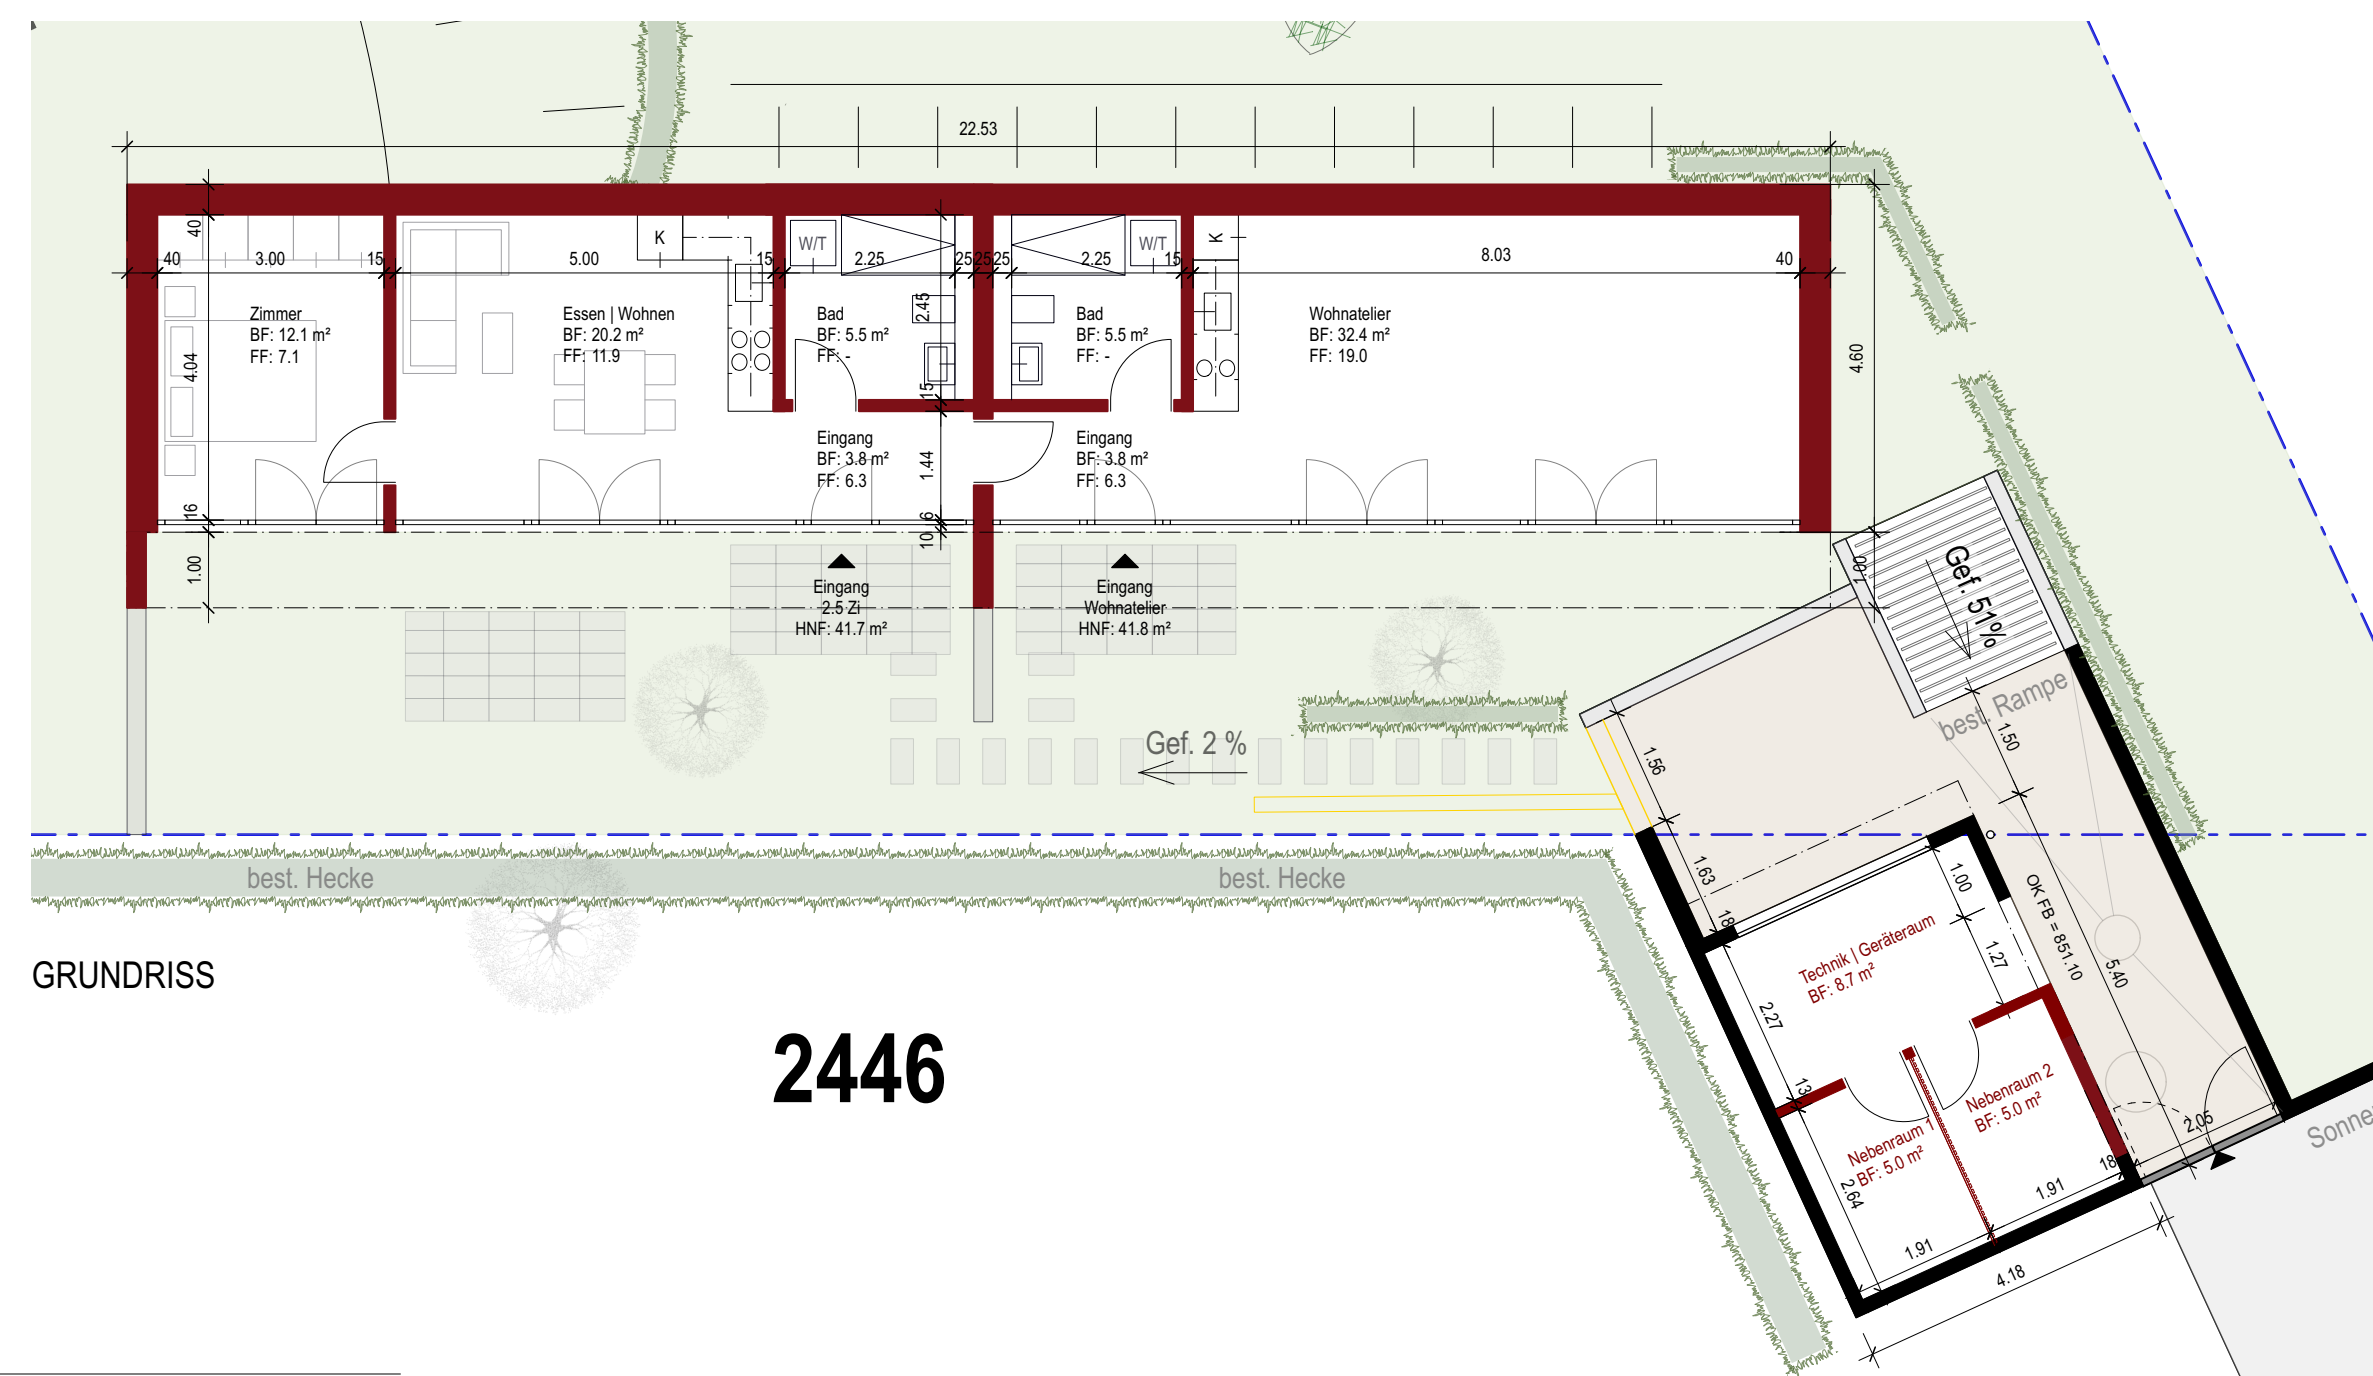 22.53
40
40
3.00
15
5.00
K
15
W/T
2.25
25
25
25
2.25
W/T
15
K
8.03
40
Zimmer
BF: 12.1 m²
FF: 7.1
Essen | Wohnen
BF: 20.2 m²
FF: 11.9
Bad
BF: 5.5 m²
FF: -
2.45
Bad
BF: 5.5 m²
FF: -
Wohnatelier
BF: 32.4 m²
FF: 19.0
4.04
4.60
15
Eingang
BF: 3.8 m²
FF: 6.3
1.44
Eingang
BF: 3.8 m²
FF: 6.3
16
6
10
1.00
1.00
Eingang
2.5 Zi
HNF: 41.7 m²
Eingang
Wohnatelier
HNF: 41.8 m²
Gef. 51%
best. Rampe
Gef. 2 %
1.56
1.50
best. Hecke
best. Hecke
1.63
18
1.00
OK FB = 851.10
Technik | Geräteraum
BF: 8.7 m²
1.27
5.40
GRUNDRISS
2446
2.27
13
Nebenraum 2
BF: 5.0 m²
Nebenraum 1
BF: 5.0 m²
2.64
2.05
18
1.91
1.91
4.18